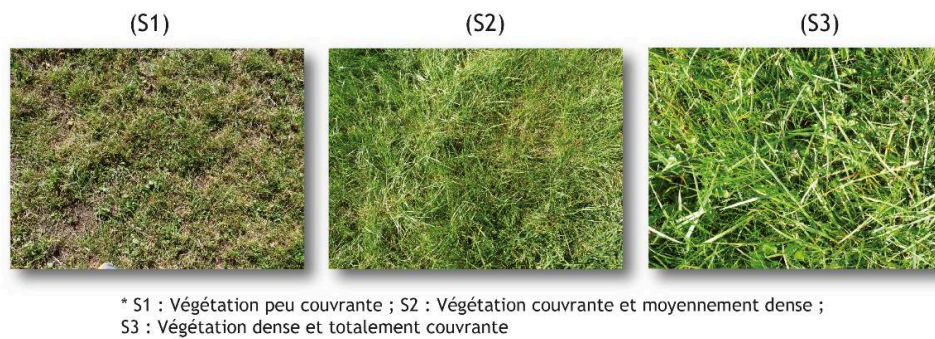 (S1) (S2) (S3)
* S1 : Végétation peu couvrante ; S2 : Végétation couvrante et moyennement dense ;
S3 : Végétation dense et totalement couvrante